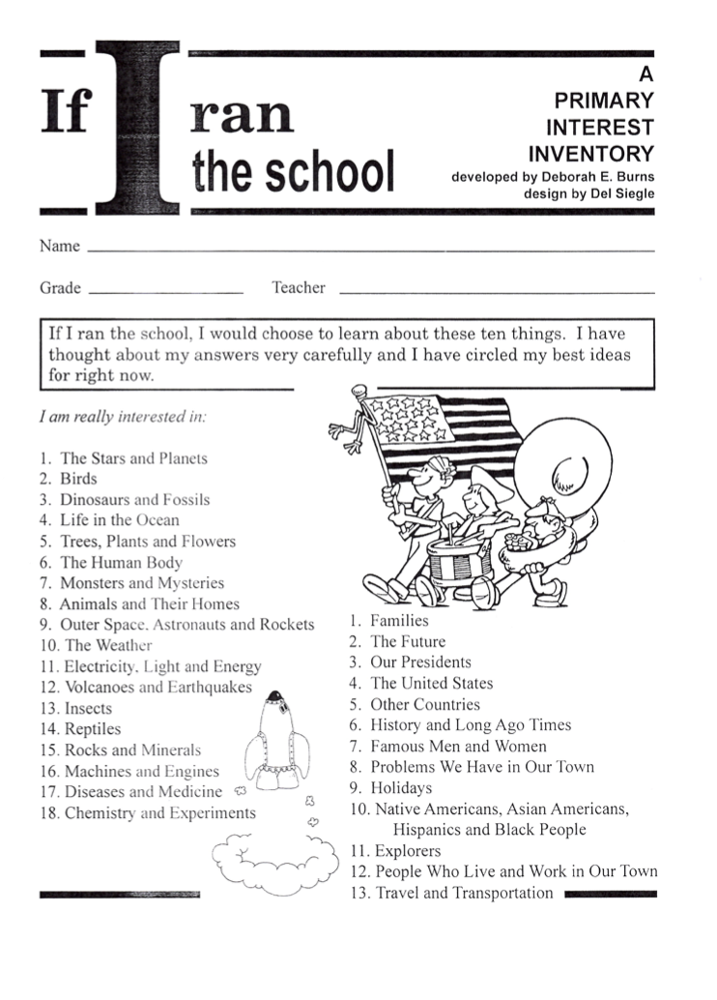 If I ran
the school
A
PRIMARY
INTEREST
INVENTORY
developed by Deborah E. Burns
design by Del Siegle
Name
Grade Teacher
If I ran the school, I would choose to learn about these ten things. I have
thought about my answers very carefully and I have circled my best ideas
for right now.
I am really interested in:
1. The Stars and Planets
2. Birds
3. Dinosaurs and Fossils
4. Life in the Ocean
5. Trees, Plants and Flowers
6. The Human Body
7. Monsters and Mysteries
8. Animals and Their Homes
9. Outer Space. Astronauts and Rockets
10. The Weather
11. Electricity. Light and Energy
12. Volcanoes and Earthquakes
13. Insects
14. Reptiles
15. Rocks and Minerals
16. Machines and Engines
17. Diseases and Medicine
18. Chemistry and Experiments
1. Families
2. The Future
3. Our Presidents
4. The United States
5. Other Countries
6. History and Long Ago Times
7. Famous Men and Women
8. Problems We Have in Our Town
9. Holidays
10. Native Americans, Asian Americans,
Hispanics and Black People
11. Explorers
12. People Who Live and Work in Our Town
13. Travel and Transportation